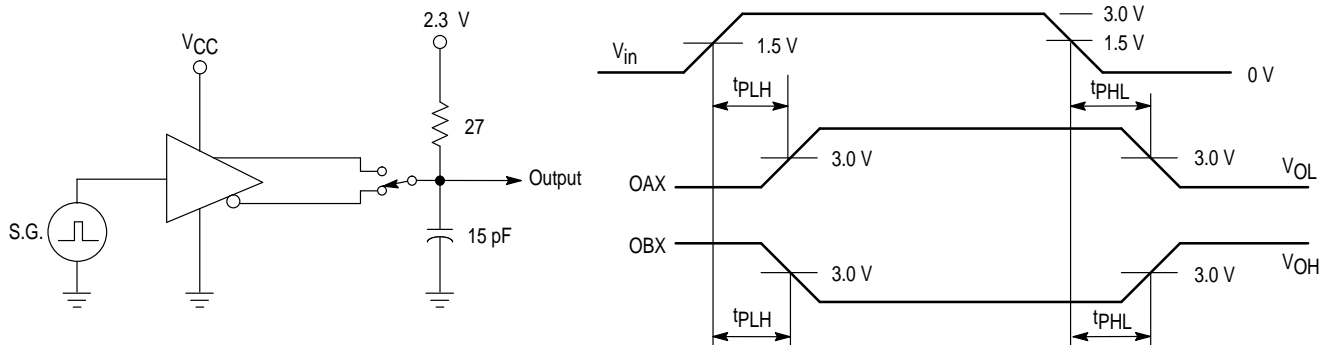 2.3 V
VCC
27
Output
15 pF
S.G.
Vin
1.5 V
3.0 V
1.5 V
0 V
tPLH
tPHL
OAX
3.0 V
3.0 V
VOL
OBX
3.0 V
3.0 V
VOH
tPLH
tPHL